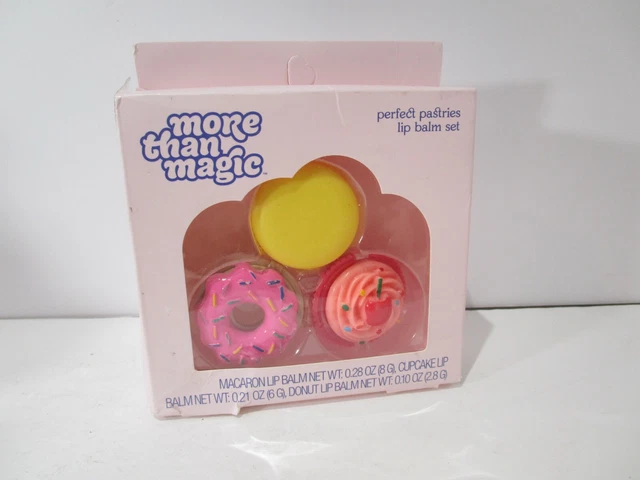 more
than
magic™
perfect pastries
lip balm set
MACARON LIP BALM NET WT: 0.28 OZ (8 G), CUPCAKE LIP
BALM NET WT: 0.21 OZ (6 G), DONUT LIP BALM NET WT: 0.10 OZ (2.8 G)